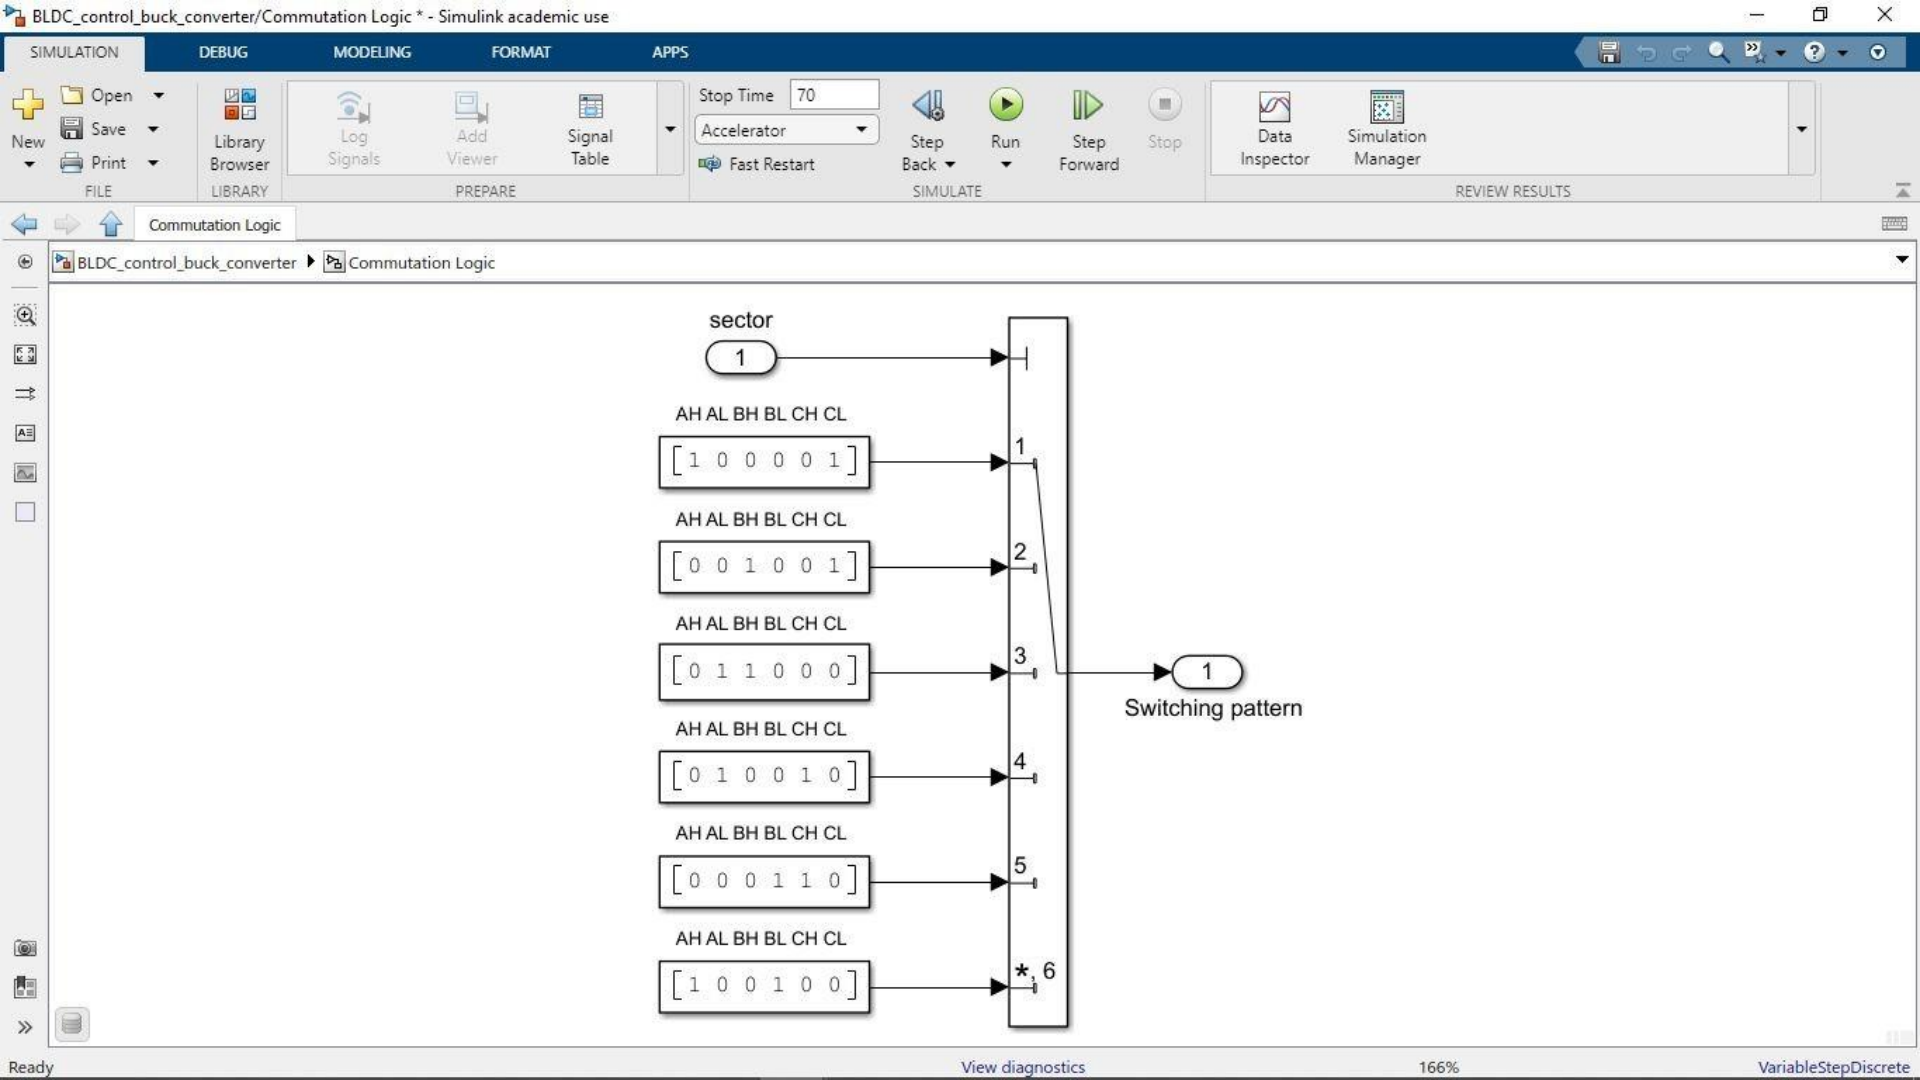 BLDC_control_buck_converter/Commutation Logic * - Simulink academic use
SIMULATION DEBUG MODELING FORMAT APPS
New
Open
Save
Print
FILE
Library
Browser
LIBRARY
Log
Signals
Add
Viewer
Signal
Table
PREPARE
Stop Time 70
Accelerator
Fast Restart
Step
Back
Run
Step
Forward
Stop
SIMULATE
Data
Inspector
Simulation
Manager
REVIEW RESULTS
Commutation Logic
BLDC_control_buck_converter Commutation Logic
sector
1
AH AL BH BL CH CL
[1 0 0 0 0 1]
1
AH AL BH BL CH CL
[0 0 1 0 0 1]
2
AH AL BH BL CH CL
[0 1 1 0 0 0]
3
1
Switching pattern
AH AL BH BL CH CL
[0 1 0 0 1 0]
4
AH AL BH BL CH CL
[0 0 0 1 1 0]
5
AH AL BH BL CH CL
[1 0 0 1 0 0]
*, 6
Ready
View diagnostics
166%
VariableStepDiscrete